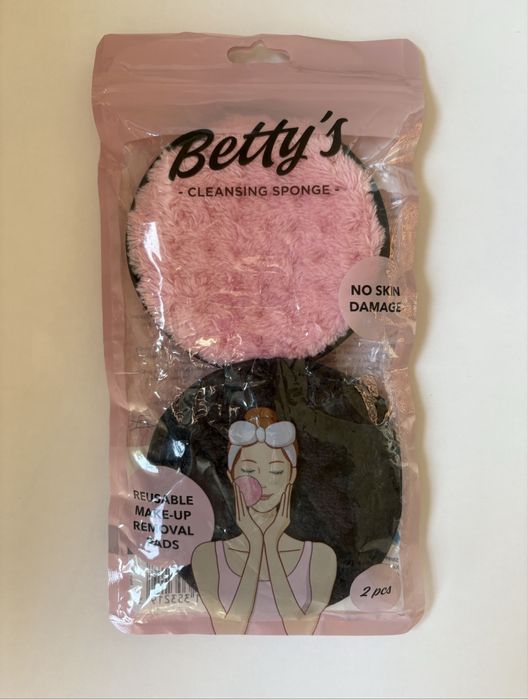 Betty's
- CLEANSING SPONGE -
NO SKIN
DAMAGE
REUSABLE
MAKE-UP
REMOVAL
PADS
2 pcs